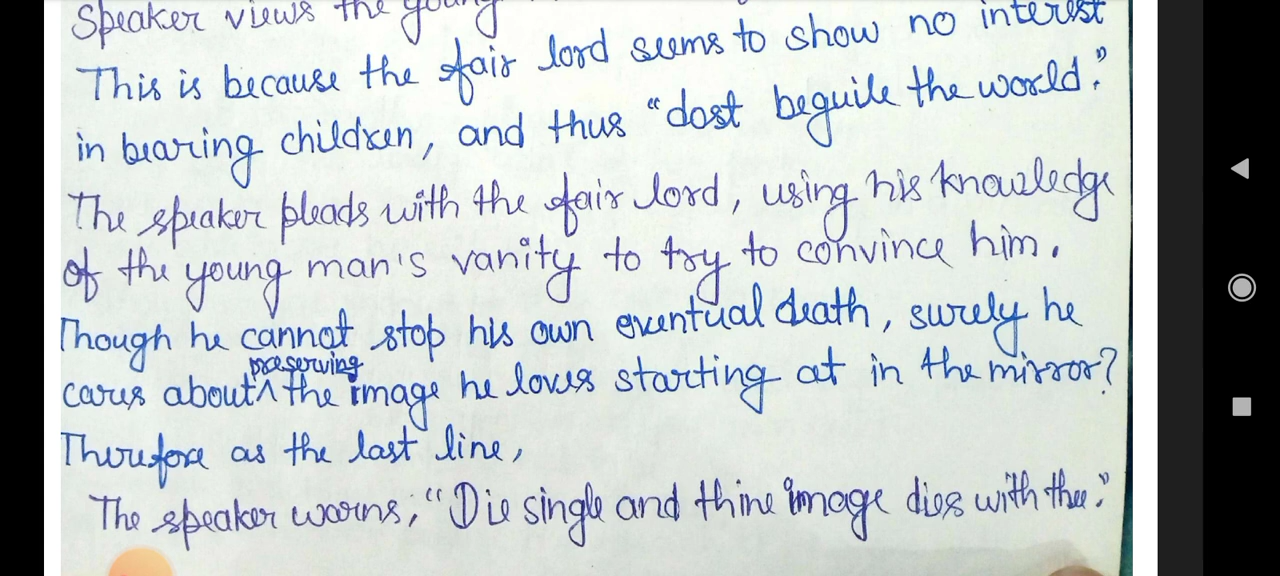 Speaker views the young
This is because the fair lord seems to show no interest
in bearing children, and thus "dost beguile the world."
The speaker pleads with the fair lord, using his knowledge
of the young man's vanity to try to convince him.
Though he cannot stop his own eventual death, surely he
cares about ^ preserving the image he loves starting at in the mirror?
Therefore as the last line,
The speaker warns, "Die single and thine image dies with thee."